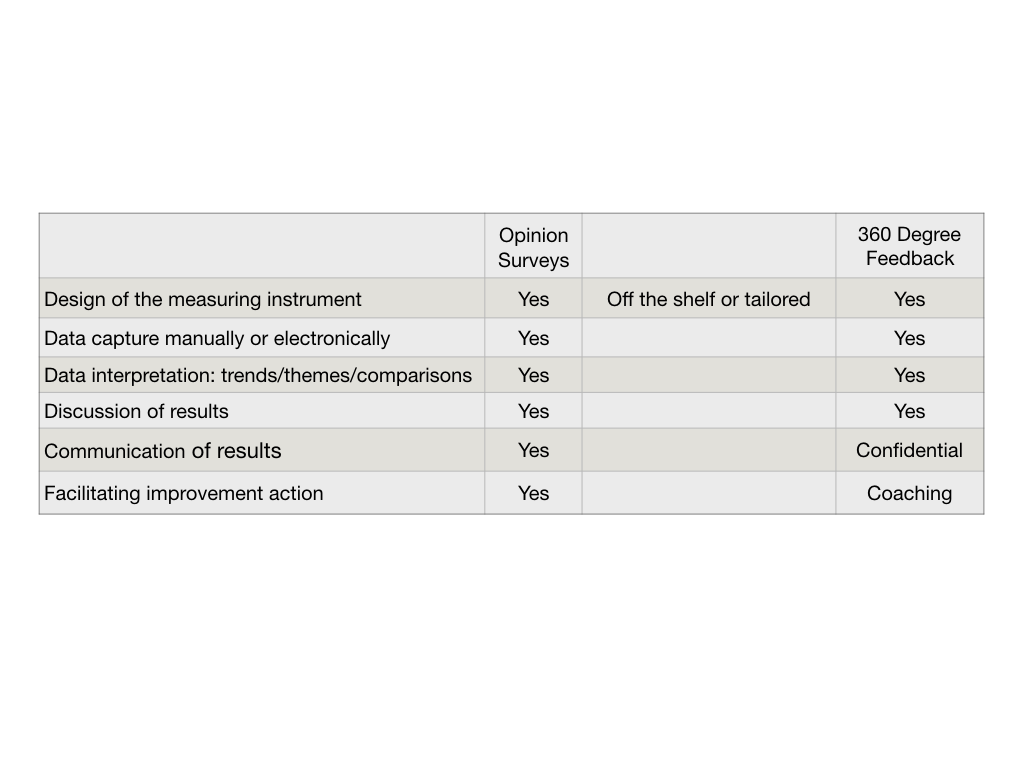 Opinion
Surveys
360 Degree
Feedback
Design of the measuring instrument Yes Off the shelf or tailored Yes
Data capture manually or electronically Yes Yes
Data interpretation: trends/themes/comparisons Yes Yes
Discussion of results Yes Yes
Communication of results Yes Confidential
Facilitating improvement action Yes Coaching